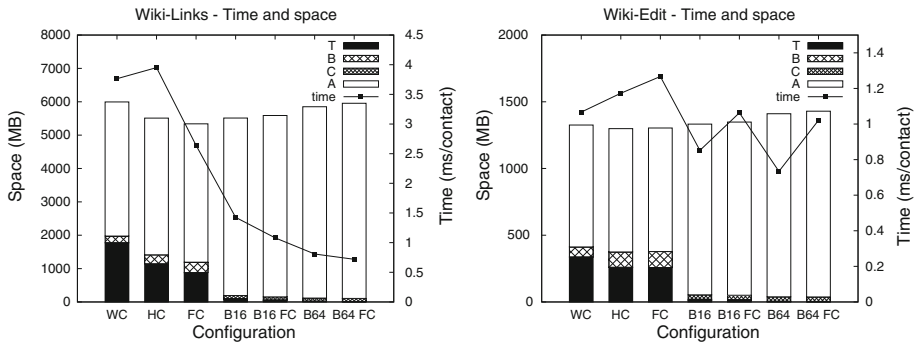 Wiki-Links - Time and space
8000
7000
6000
5000
4000
3000
2000
1000
0
Space (MB)
T
B
C
A
time
4.5
4
3.5
3
2.5
2
1.5
1
0.5
0
Time (ms/contact)
WC HC FC B16 B16 FC B64 B64 FC
Configuration
Wiki-Edit - Time and space
2000
1500
1000
500
0
Space (MB)
T
B
C
A
time
1.4
1.2
1
0.8
0.6
0.4
0.2
0
Time (ms/contact)
WC HC FC B16 B16 FC B64 B64 FC
Configuration